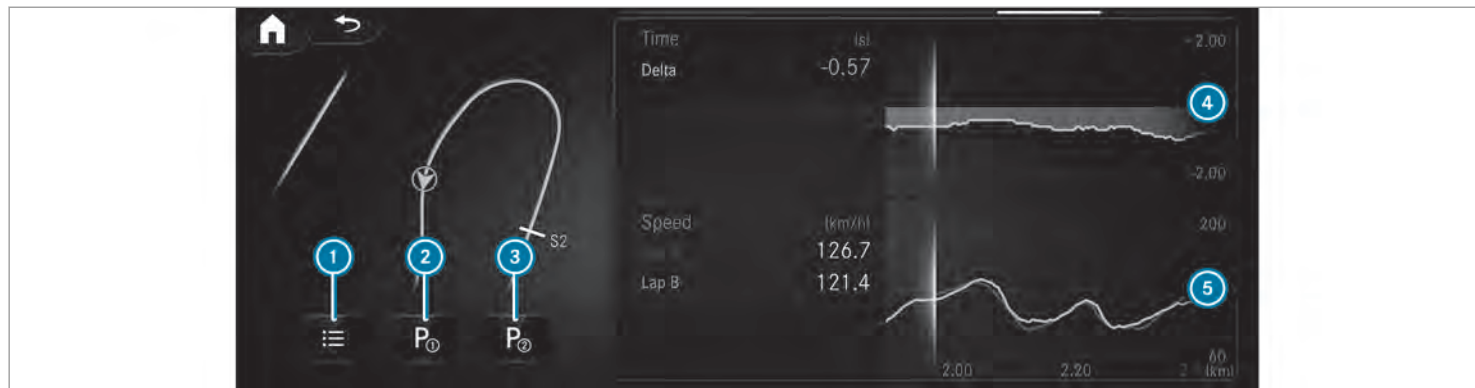 Time [s] +2.00
Delta -0.57
4
-2.00
Speed [km/h] 200
S2
126.7
1 2 3
Lap B 121.4
5
P①
P②
2.00 2.20
[km]